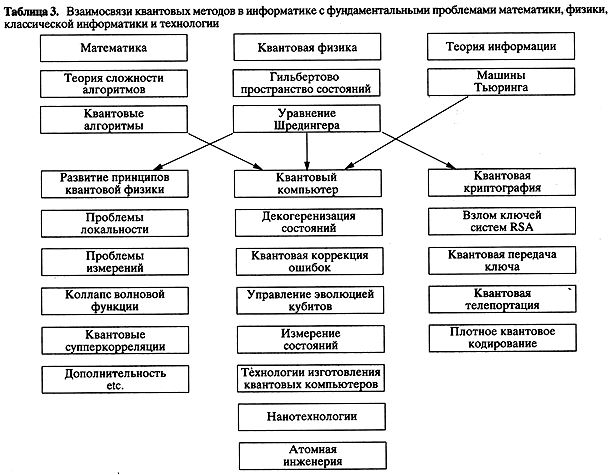 Таблица 3. Взаимосвязи квантовых методов в информатике с фундаментальными проблемами математики, физики,
классической информатики и технологии
Математика
Квантовая физика
Теория информации
Теория сложности
алгоритмов
Гильбертово
пространство состояний
Машины
Тьюринга
Квантовые
алгоритмы
Уравнение
Шредингера
Развитие принципов
квантовой физики
Квантовый
компьютер
Квантовая
криптография
Проблемы
локальности
Декогеренизация
состояний
Взлом ключей
систем RSA
Проблемы
измерений
Квантовая коррекция
ошибок
Квантовая передача
ключа
Коллапс волновой
функции
Управление эволюцией
кубитов
Квантовая
телепортация
Квантовые
супперкорреляции
Измерение
состояний
Плотное квантовое
кодирование
Дополнительность
etc.
Технологии изготовления
квантовых компьютеров
Нанотехнологии
Атомная
инженерия